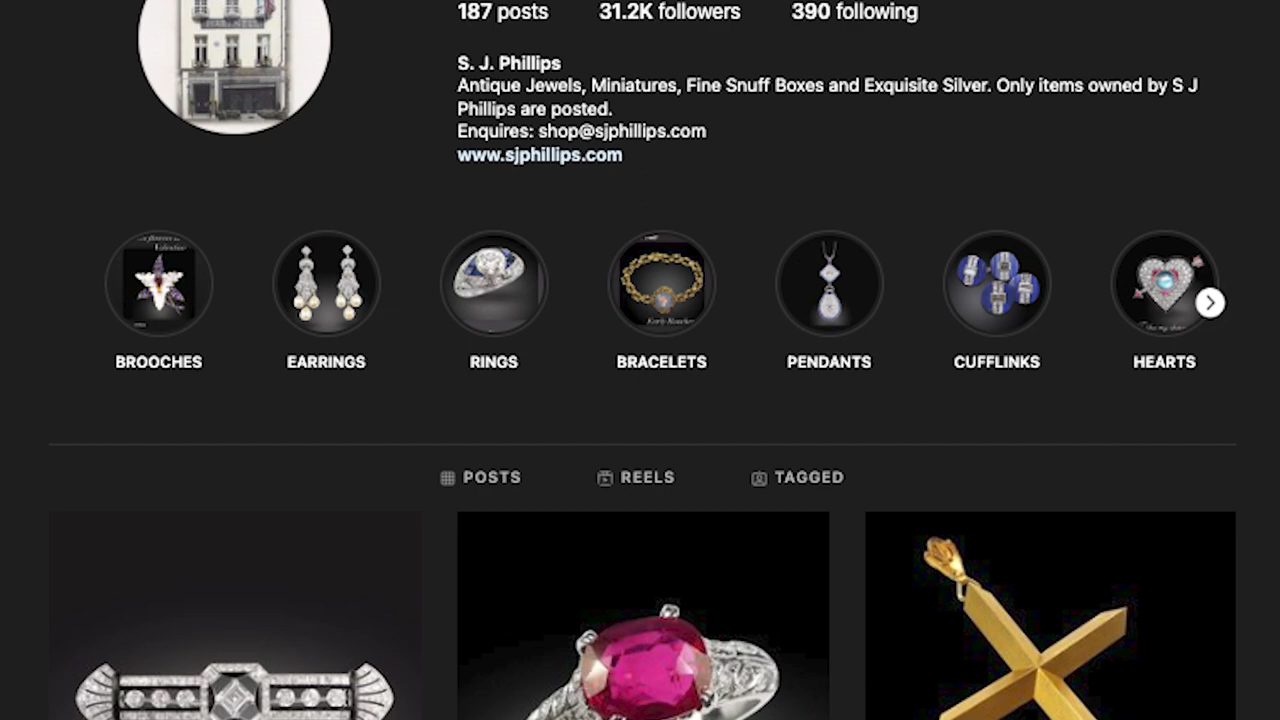 187 posts 31.2K followers 390 following
S. J. Phillips
Antique Jewels, Miniatures, Fine Snuff Boxes and Exquisite Silver. Only items owned by S J
Phillips are posted.
Enquires: shop@sjphillips.com
www.sjphillips.com
Valentine
BROOCHES EARRINGS RINGS BRACELETS PENDANTS CUFFLINKS HEARTS
POSTS REELS TAGGED